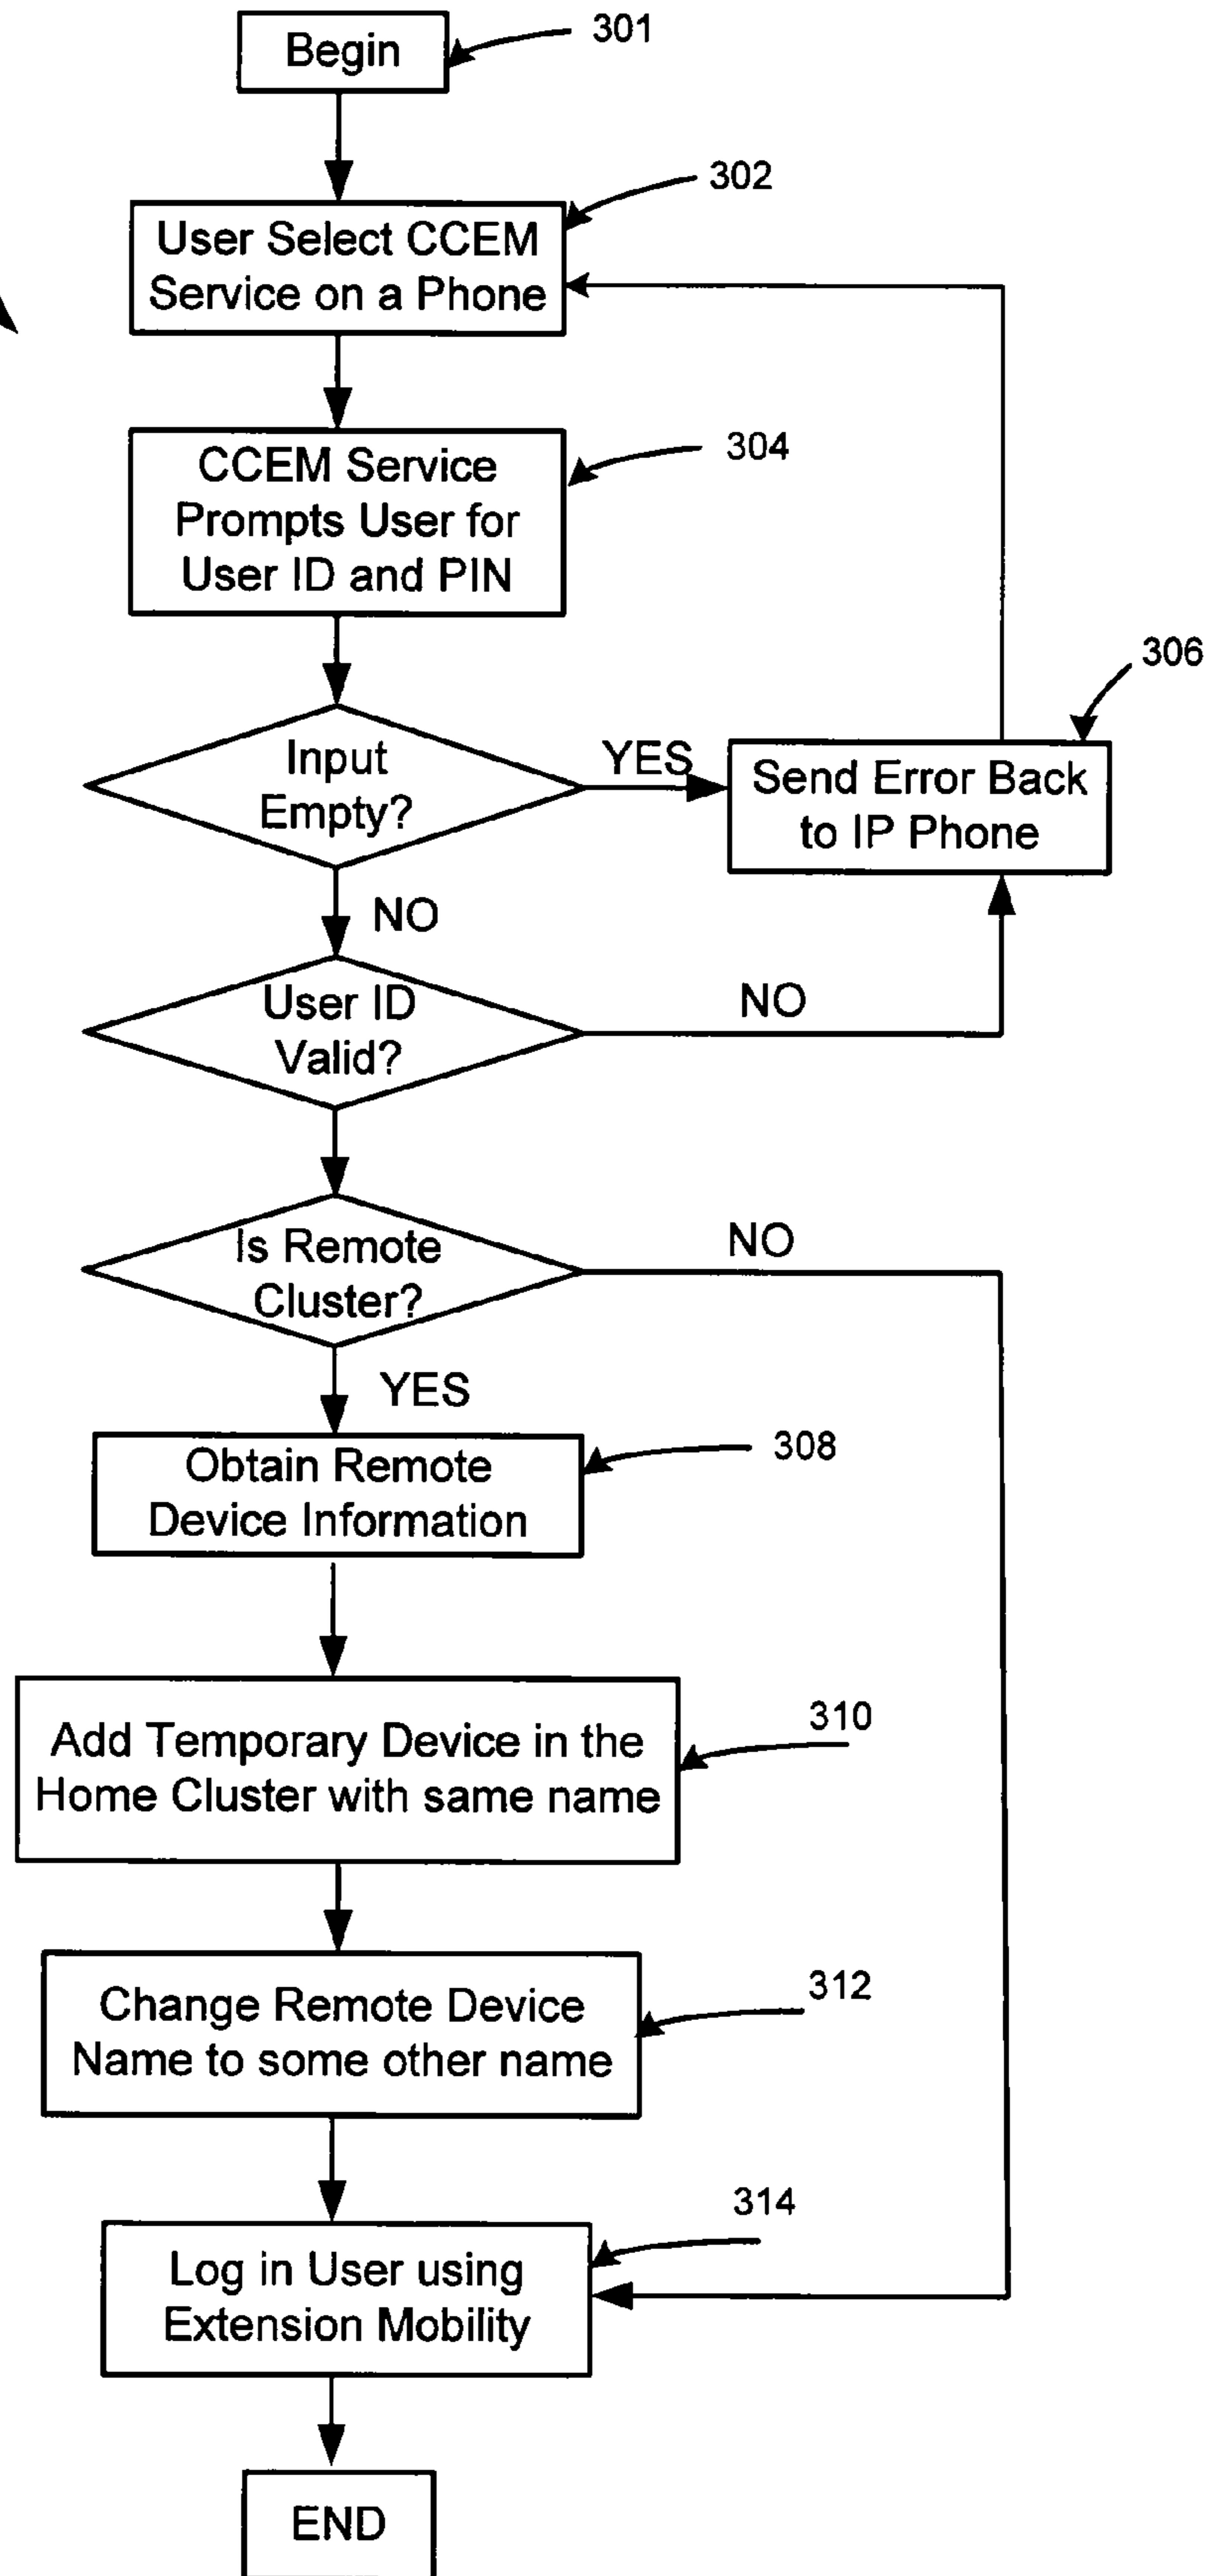 Begin
301
302
User Select CCEM
Service on a Phone
304
CCEM Service
Prompts User for
User ID and PIN
306
Input
Empty?
YES
Send Error Back
to IP Phone
NO
User ID
Valid?
NO
Is Remote
Cluster?
NO
YES
308
Obtain Remote
Device Information
310
Add Temporary Device in the
Home Cluster with same name
312
Change Remote Device
Name to some other name
314
Log in User using
Extension Mobility
END